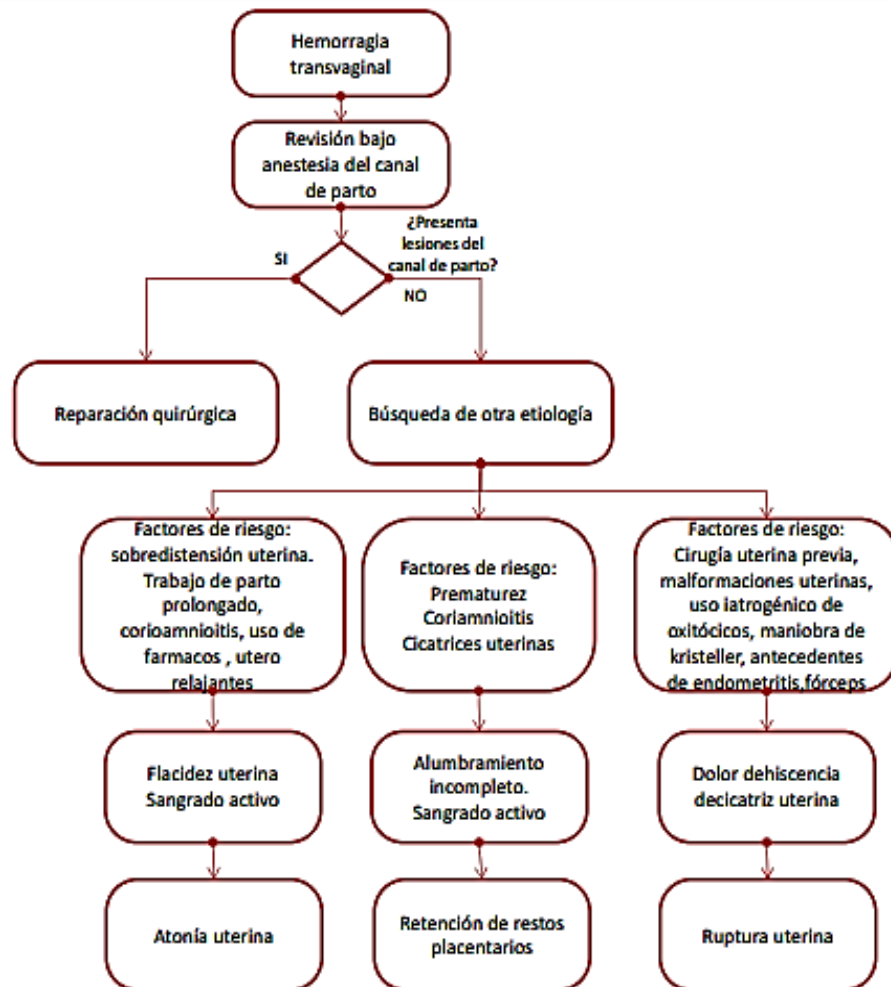 Hemorragia
transvaginal
Revisión bajo
anestesia del canal
de parto
¿Presenta
lesiones del
canal de parto?
SI
NO
Reparación quirúrgica
Búsqueda de otra etiología
Factores de riesgo:
sobredistensión uterina.
Trabajo de parto
prolongado,
corioamnioitis, uso de
farmacos , utero
relajantes
Factores de riesgo:
Prematurez
Coriamnioitis
Cicatrices uterinas
Factores de riesgo:
Cirugía uterina previa,
malformaciones uterinas,
uso iatrogénico de
oxitócicos, maniobra de
kristeller, antecedentes
de endometritis,fórceps
Flacidez uterina
Sangrado activo
Alumbramiento
incompleto.
Sangrado activo
Dolor dehiscencia
decicatriz uterina
Atonía uterina
Retención de restos
placentarios
Ruptura uterina